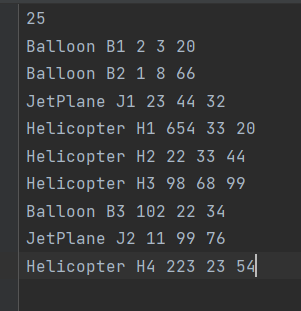 25
Balloon B1 2 3 20
Balloon B2 1 8 66
JetPlane J1 23 44 32
Helicopter H1 654 33 20
Helicopter H2 22 33 44
Helicopter H3 98 68 99
Balloon B3 102 22 34
JetPlane J2 11 99 76
Helicopter H4 223 23 54